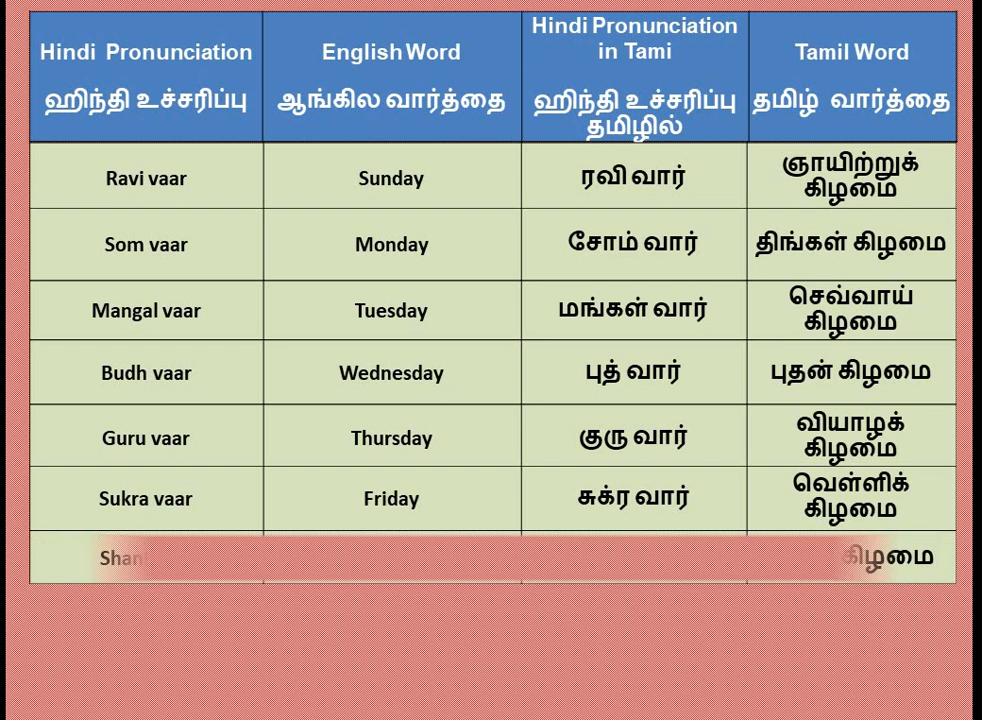 Hindi Pronunciation
ஹிந்தி உச்சரிப்பு
English Word
ஆங்கில வார்த்தை
Hindi Pronunciation
in Tami
ஹிந்தி உச்சரிப்பு
தமிழில்
Tamil Word
தமிழ் வார்த்தை
Ravi vaar
Sunday
ரவி வார்
ஞாயிற்றுக்
கிழமை
Som vaar
Monday
சோம் வார்
திங்கள் கிழமை
Mangal vaar
Tuesday
மங்கள் வார்
செவ்வாய்
கிழமை
Budh vaar
Wednesday
புத் வார்
புதன் கிழமை
Guru vaar
Thursday
குரு வார்
வியாழக்
கிழமை
Sukra vaar
Friday
சுக்ர வார்
வெள்ளிக்
கிழமை
கிழமை